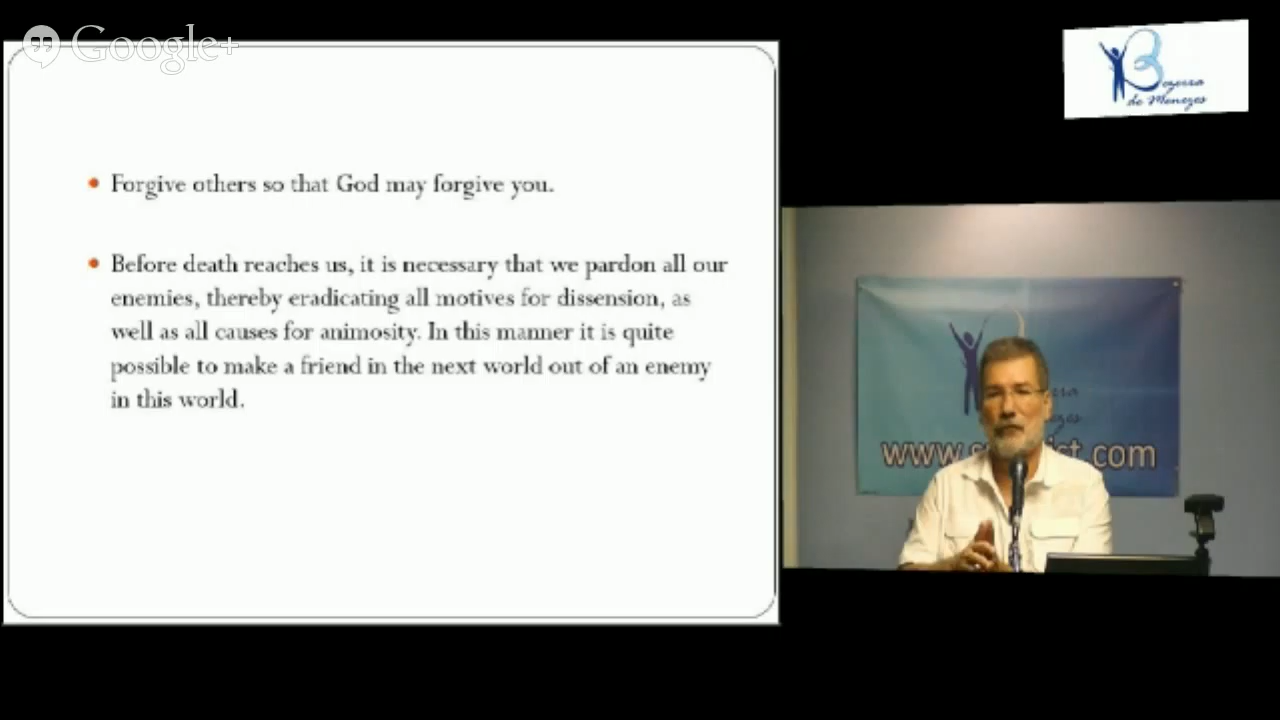 Google+
Bezerra
de Menezes
Forgive others so that God may forgive you.
Before death reaches us, it is necessary that we pardon all our
enemies, thereby eradicating all motives for dissension, as
well as all causes for animosity. In this manner it is quite
possible to make a friend in the next world out of an enemy
in this world.
www.s st.com